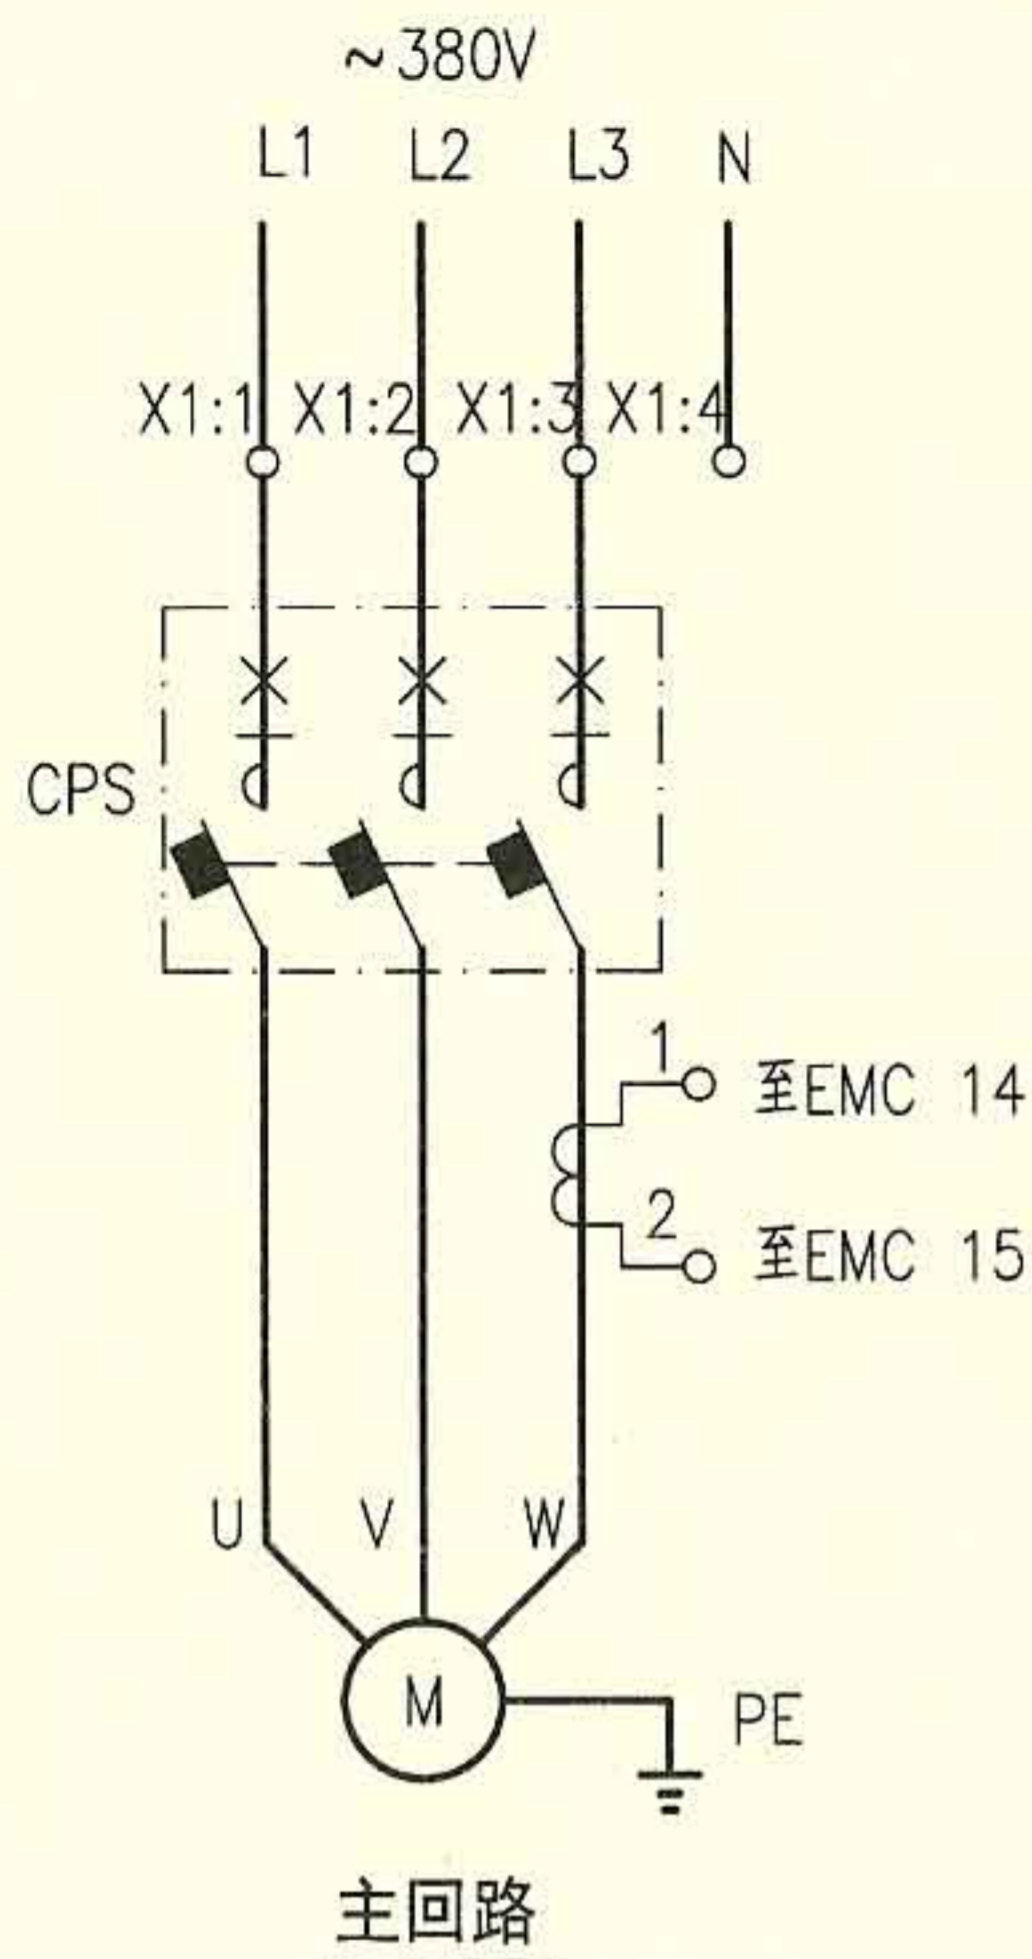 ~380V
L1 L2 L3 N
X1:1 X1:2 X1:3 X1:4
CPS
1
至EMC 14
2
至EMC 15
U V W
M
PE
主回路